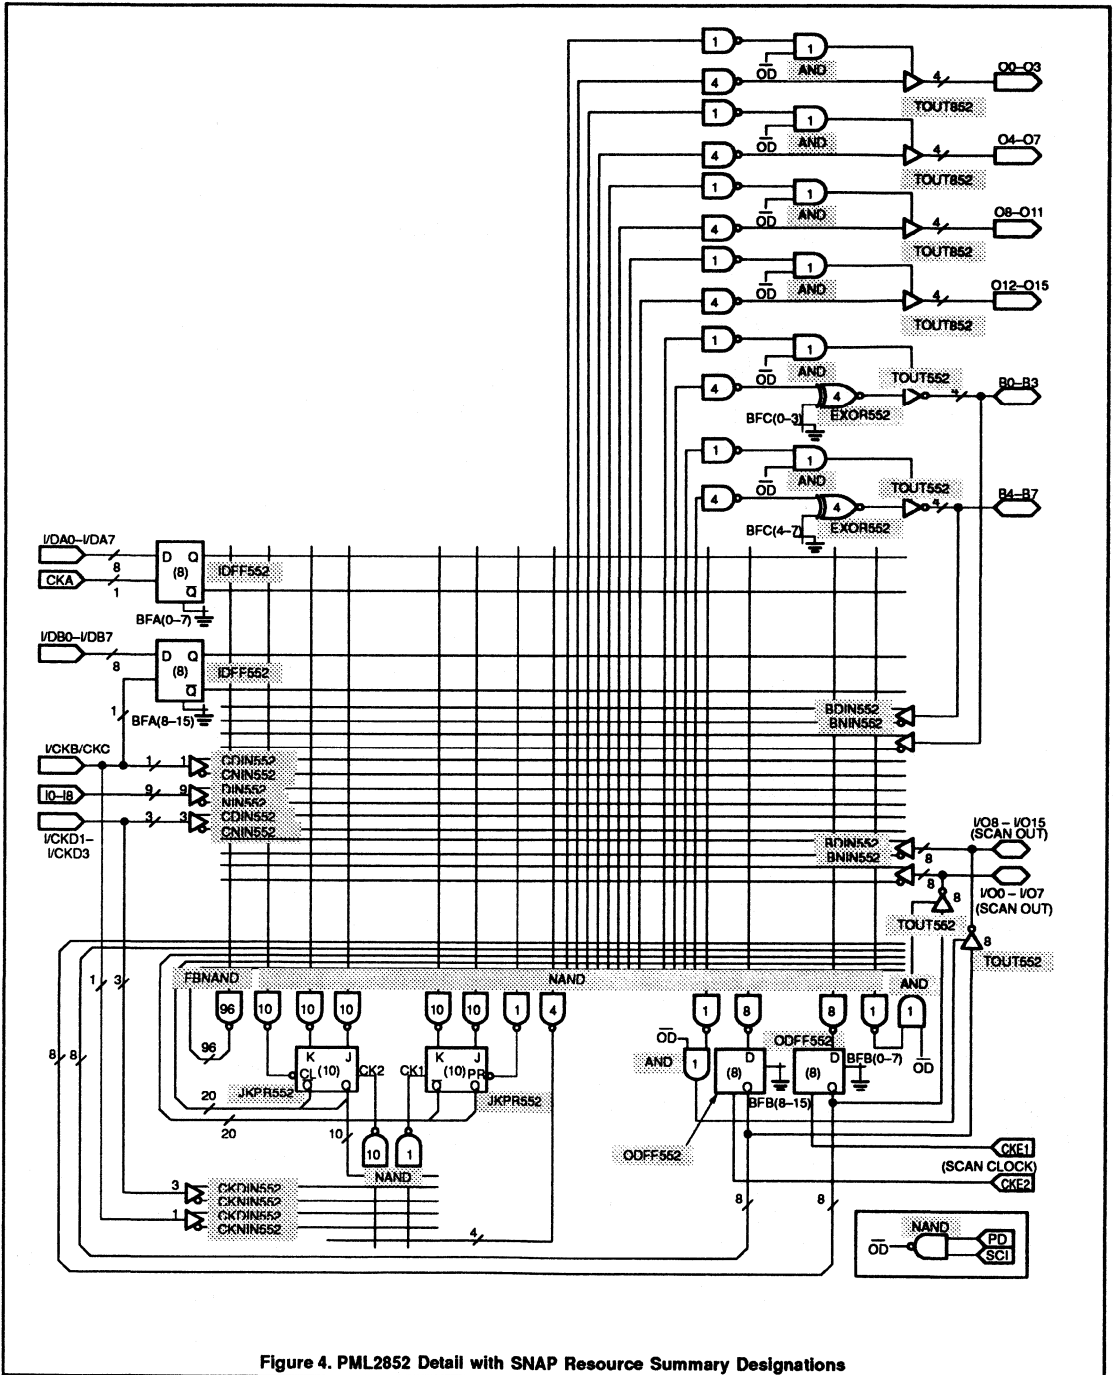 1
1
O0–O3
OD
AND
4
4
TOUT852
1
1
O4–O7
OD
AND
4
4
TOUT852
1
1
O8–O11
OD
AND
4
4
TOUT852
1
1
O12–O15
OD
AND
4
4
TOUT852
1
1
OD
AND
TOUT552
B0–B3
4
4
4
BFC(0–3)
EXOR552
1
1
OD
AND
TOUT552
B4–B7
4
4
4
BFC(4–7)
EXOR552
I/DA0–I/DA7
8
D Q
(8)
Q
IDFF552
CKA
1
BFA(0–7)
I/DB0–I/DB7
8
D Q
(8)
Q
IDFF552
1
BFA(8–15)
BDIN552
BNIN552
I/CKB/CKC
1 1
CDIN552
CNIN552
I0–I8
9 9
DIN552
NIN552
3 3
CDIN552
CNIN552
I/CKD1–
I/CKD3
I/O8 – I/O15
(SCAN OUT)
BDIN552
BNIN552
8
8
I/O0 – I/O7
(SCAN OUT)
8
TOUT552
8
TOUT552
1 3
FBNAND
NAND
AND
96 10 10 10 10 10 1 4 1 8 8 1 1
8 8
96
K J
CL (10)
Q
CK2
JKPR552
CK1
K J
(10) PR
Q Q
JKPR552
OD
AND
1
D
(8)
Q
ODFF552
D
(8)
Q
BFB(0–7)
OD
BFB(8–15)
20
20
10
10
1
NAND
ODFF552
CKE1
(SCAN CLOCK)
CKE2
3
CKDIN552
CKNIN552
1
CKDIN552
CKNIN552
4
8
8
NAND
OD
PD
SCI
Figure 4. PML2852 Detail with SNAP Resource Summary Designations